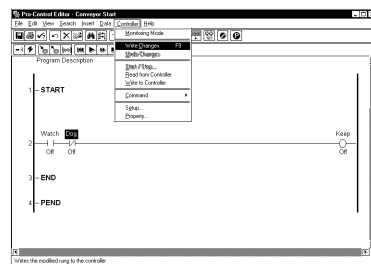 Pro-Control Editor - Conveyor Start
File Edit View Search Insert Data Controller Help
Monitoring Mode
Write Changes F9
Undo Changes
Start / Stop...
Read from Controller
Write to Controller
Command
Setup...
Property...
Program Description
1 START
Watch Dog Keep
2
Off Off Off
3 END
4 PEND
Writes the modified rung to the controller